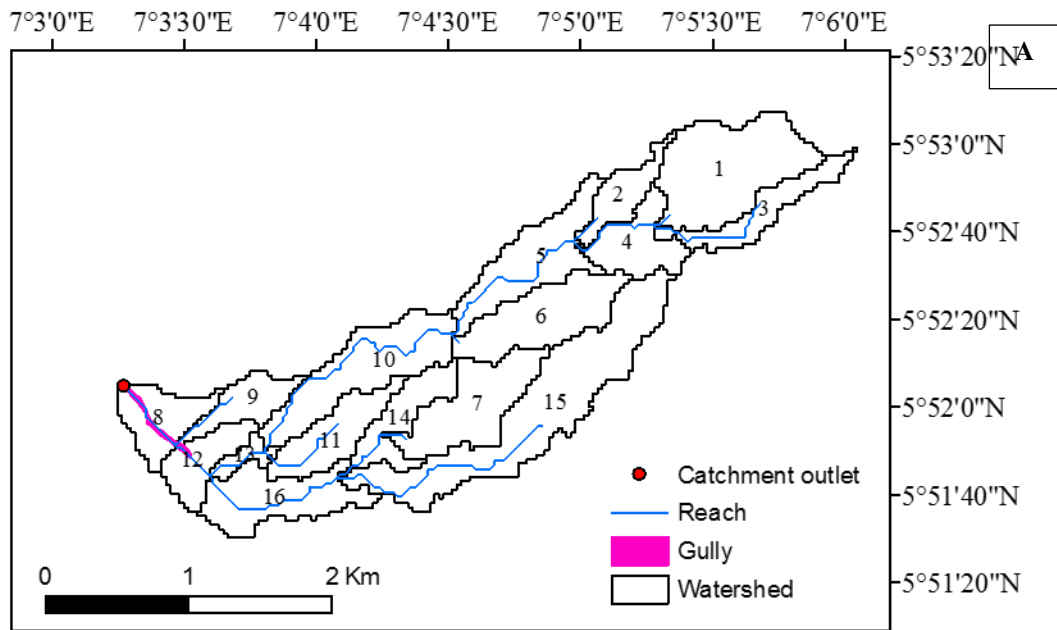 7°3'0"E 7°3'30"E 7°4'0"E 7°4'30"E 7°5'0"E 7°5'30"E 7°6'0"E
5°53'20"N
A
5°53'0"N
1
2
3
5°52'40"N
4
5
5°52'20"N
6
10
9
5°52'0"N
8
14
7
15
11
12
13
16
5°51'40"N
5°51'20"N
Catchment outlet
Reach
Gully
Watershed
0 1 2 Km